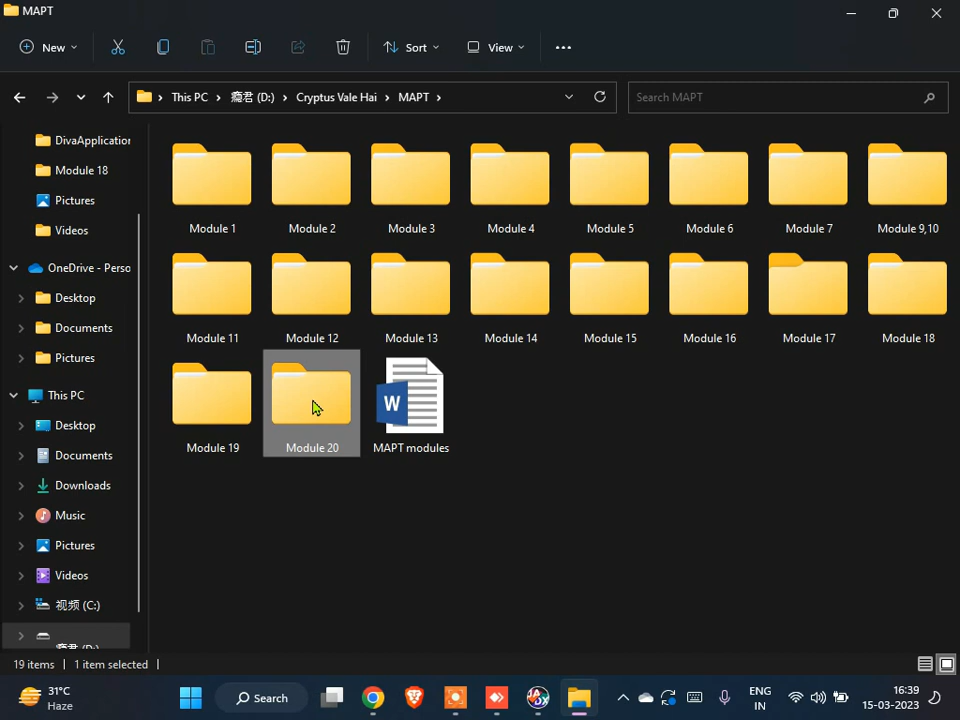 MAPT
New
Sort
View
This PC
瘾君 (D:)
Cryptus Vale Hai
MAPT
Search MAPT
DivaApplication
Module 18
Pictures
Videos
OneDrive - Perso
Desktop
Documents
Pictures
This PC
Desktop
Documents
Downloads
Music
Pictures
Videos
视频 (C:)
瘾君 (D:)
Module 1
Module 2
Module 3
Module 4
Module 5
Module 6
Module 7
Module 9,10
Module 11
Module 12
Module 13
Module 14
Module 15
Module 16
Module 17
Module 18
Module 19
Module 20
W
MAPT modules
19 items
1 item selected
31°C
Haze
Search
JADX
ENG
IN
16:39
15-03-2023